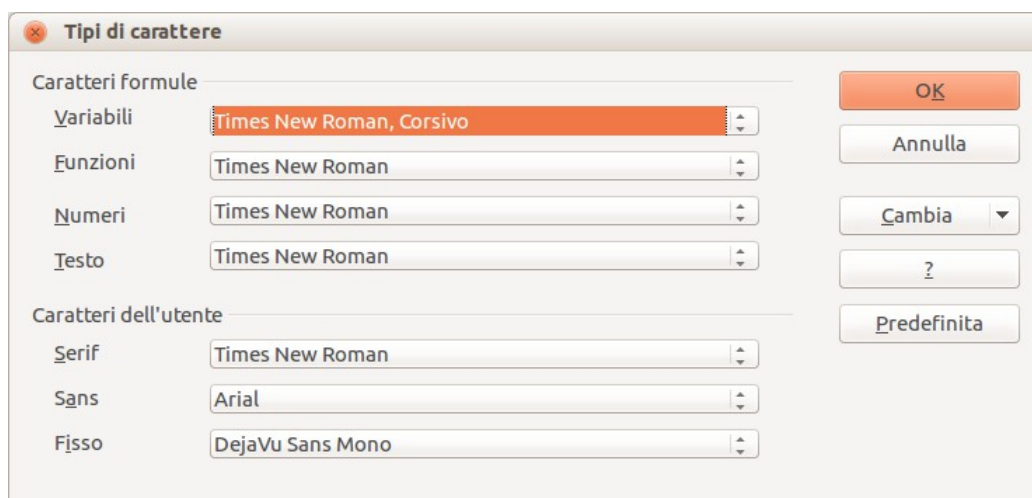 Tipi di carattere
Caratteri formule
Variabili Times New Roman, Corsivo
Funzioni Times New Roman
Numeri Times New Roman
Testo Times New Roman
Caratteri dell'utente
Serif Times New Roman
Sans Arial
Fisso DejaVu Sans Mono
OK
Annulla
Cambia
?
Predefinita